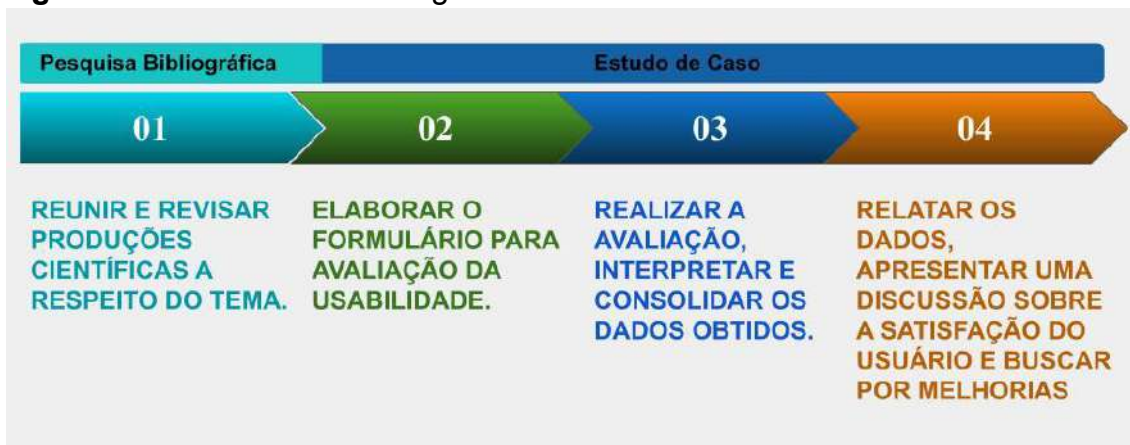 Pesquisa Bibliográfica
Estudo de Caso
01
02
03
04
REUNIR E REVISAR
PRODUÇÕES
CIENTÍFICAS A
RESPEITO DO TEMA.
ELABORAR O
FORMULÁRIO PARA
AVALIAÇÃO DA
USABILIDADE.
REALIZAR A
AVALIAÇÃO,
INTERPRETAR E
CONSOLIDAR OS
DADOS OBTIDOS.
RELATAR OS
DADOS,
APRESENTAR UMA
DISCUSSÃO SOBRE
A SATISFAÇÃO DO
USUÁRIO E BUSCAR
POR MELHORIAS